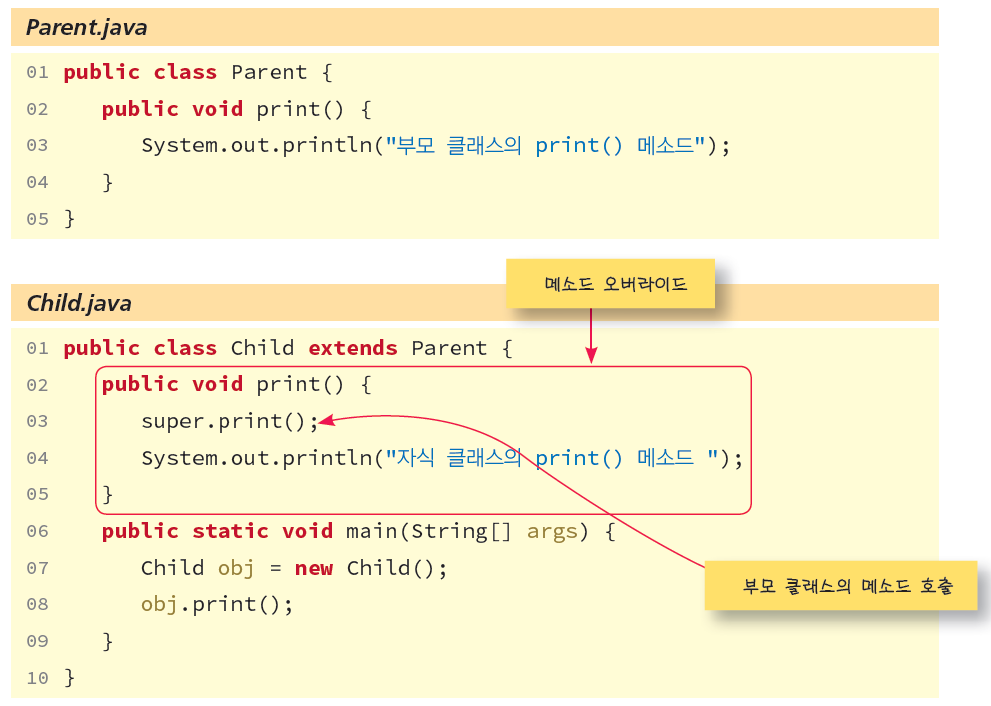 Parent.java
01 public class Parent {
02 public void print() {
03 System.out.println("부모 클래스의 print() 메소드");
04 }
05 }
메소드 오버라이드
Child.java
01 public class Child extends Parent {
02 public void print() {
03 super.print();
04 System.out.println("자식 클래스의 print() 메소드 ");
05 }
06 public static void main(String[] args) {
07 Child obj = new Child();
08 obj.print();
부모 클래스의 메소드 호출
09 }
10 }